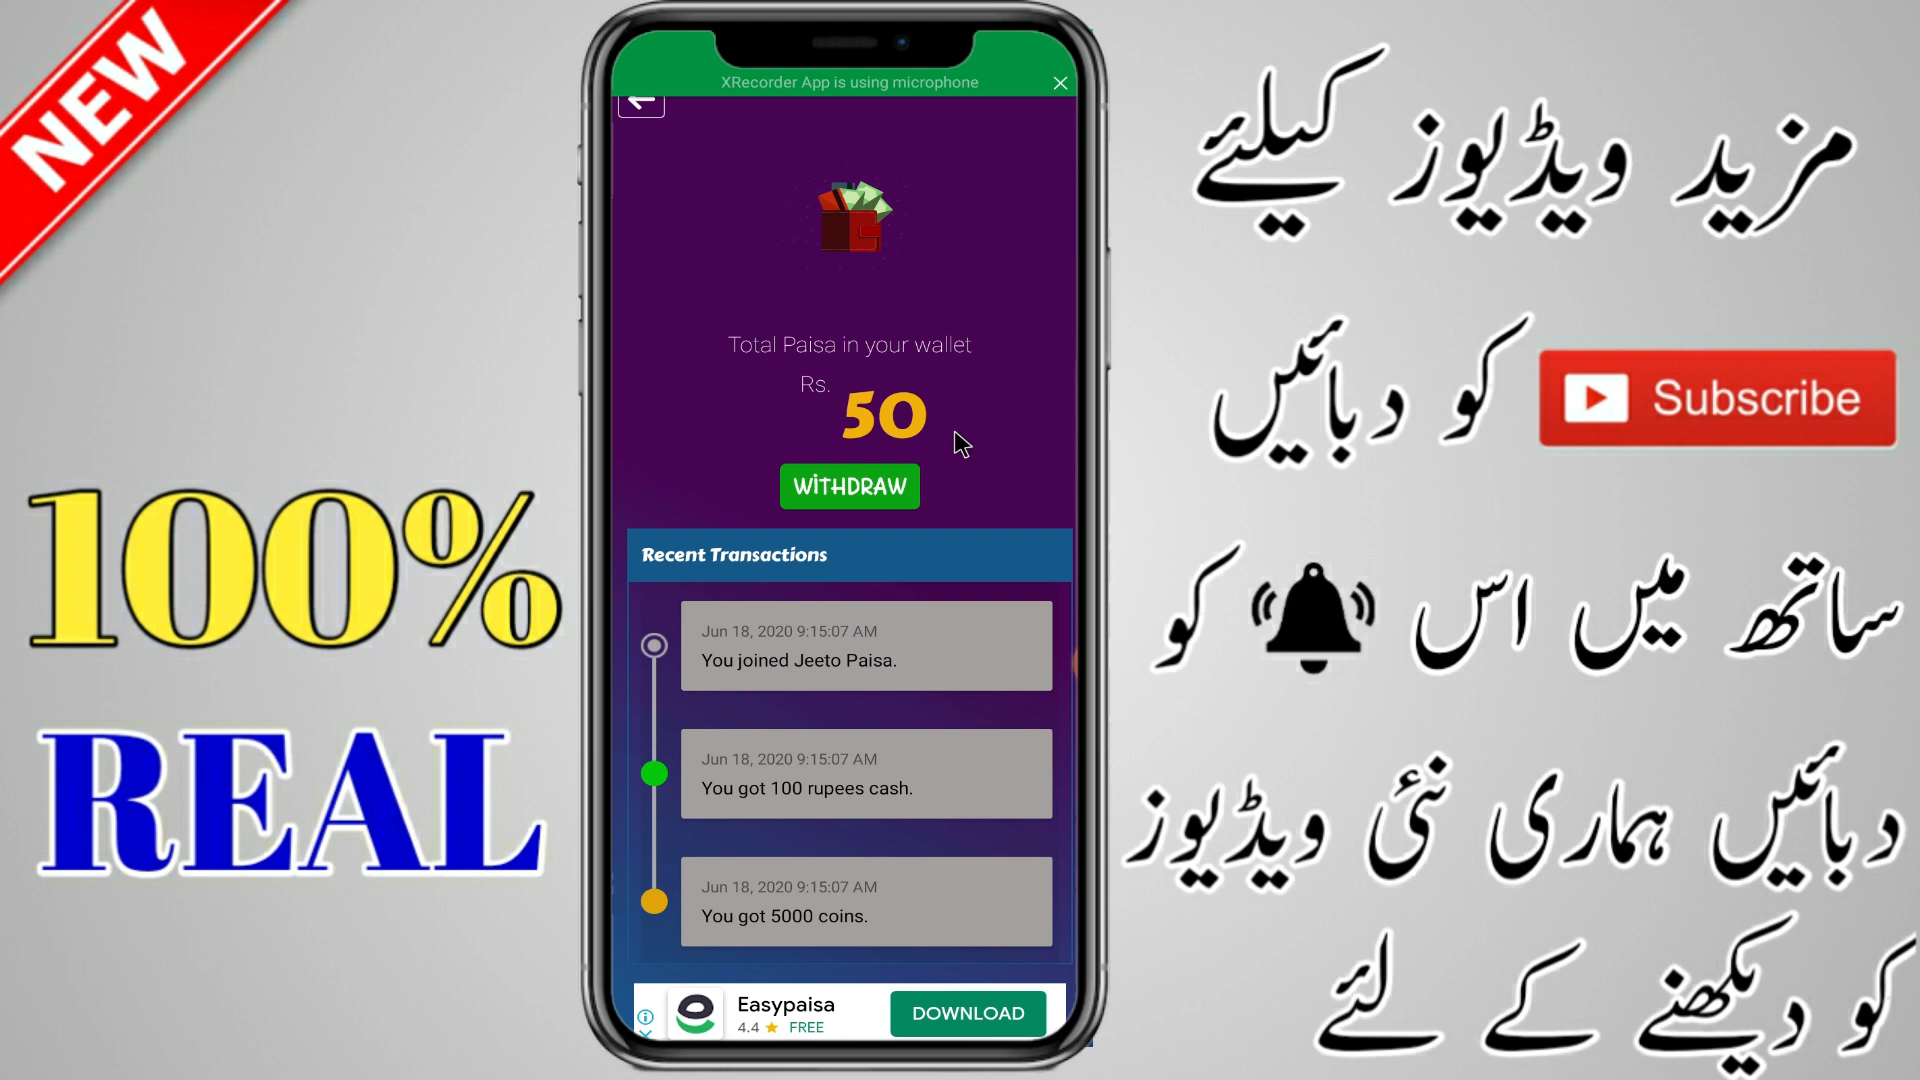 NEW
100%
REAL
XRecorder App is using microphone
Total Paisa in your wallet
Rs.
50
WITHDRAW
Recent Transactions
Jun 18, 2020 9:15:07 AM
You joined Jeeto Paisa.
Jun 18, 2020 9:15:07 AM
You got 100 rupees cash.
Jun 18, 2020 9:15:07 AM
You got 5000 coins.
Easypaisa
4.4 ★ FREE
DOWNLOAD
مزید ویڈیوز کیلئے
Subscribe کو دبائیں
ساتھ میں اس کو
دبائیں ہماری نئی ویڈیوز
کو دیکھنے کے لئے